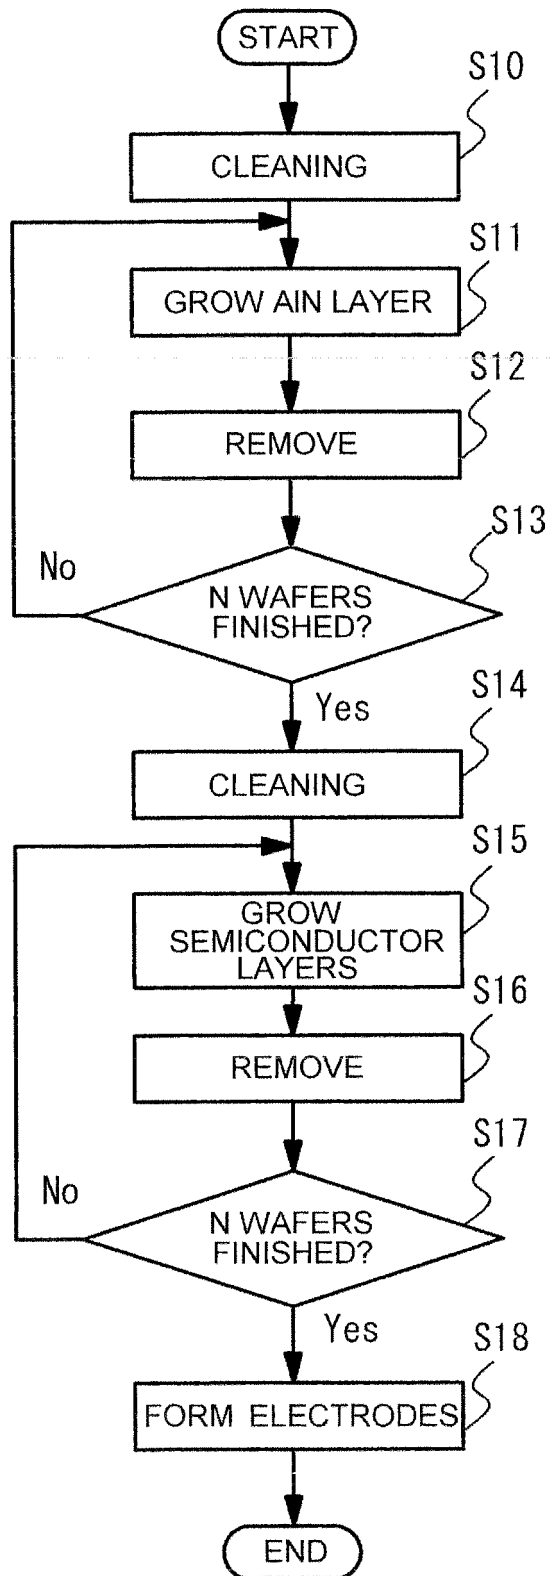 START
S10
CLEANING
S11
GROW AlN LAYER
S12
REMOVE
S13
No
N WAFERS
FINISHED?
Yes
S14
CLEANING
S15
GROW
SEMICONDUCTOR
LAYERS
S16
REMOVE
S17
No
N WAFERS
FINISHED?
Yes
S18
FORM ELECTRODES
END